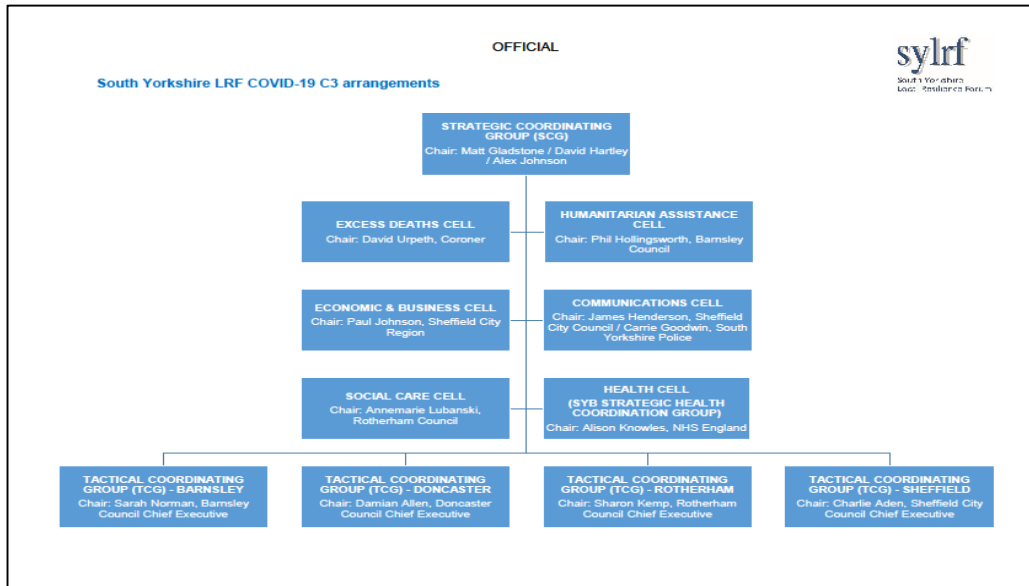 OFFICIAL
sylrf
South Yorkshire
Local Resilience Forum
South Yorkshire LRF COVID-19 C3 arrangements
STRATEGIC COORDINATING
GROUP (SCG)
Chair: Matt Gladstone / David Hartley
/ Alex Johnson
EXCESS DEATHS CELL
Chair: David Urpeth, Coroner
HUMANITARIAN ASSISTANCE
CELL
Chair: Phil Hollingsworth, Barnsley
Council
ECONOMIC & BUSINESS CELL
Chair: Paul Johnson, Sheffield City
Region
COMMUNICATIONS CELL
Chair: James Henderson, Sheffield
City Council / Carrie Goodwin, South
Yorkshire Police
SOCIAL CARE CELL
Chair: Annemarie Lubanski,
Rotherham Council
HEALTH CELL
(SYB STRATEGIC HEALTH
COORDINATION GROUP)
Chair: Alison Knowles, NHS England
TACTICAL COORDINATING
GROUP (TCG) - BARNSLEY
Chair: Sarah Norman, Barnsley
Council Chief Executive
TACTICAL COORDINATING
GROUP (TCG) - DONCASTER
Chair: Damian Allen, Doncaster
Council Chief Executive
TACTICAL COORDINATING
GROUP (TCG) - ROTHERHAM
Chair: Sharon Kemp, Rotherham
Council Chief Executive
TACTICAL COORDINATING
GROUP (TCG) - SHEFFIELD
Chair: Charlie Aden, Sheffield City
Council Chief Executive